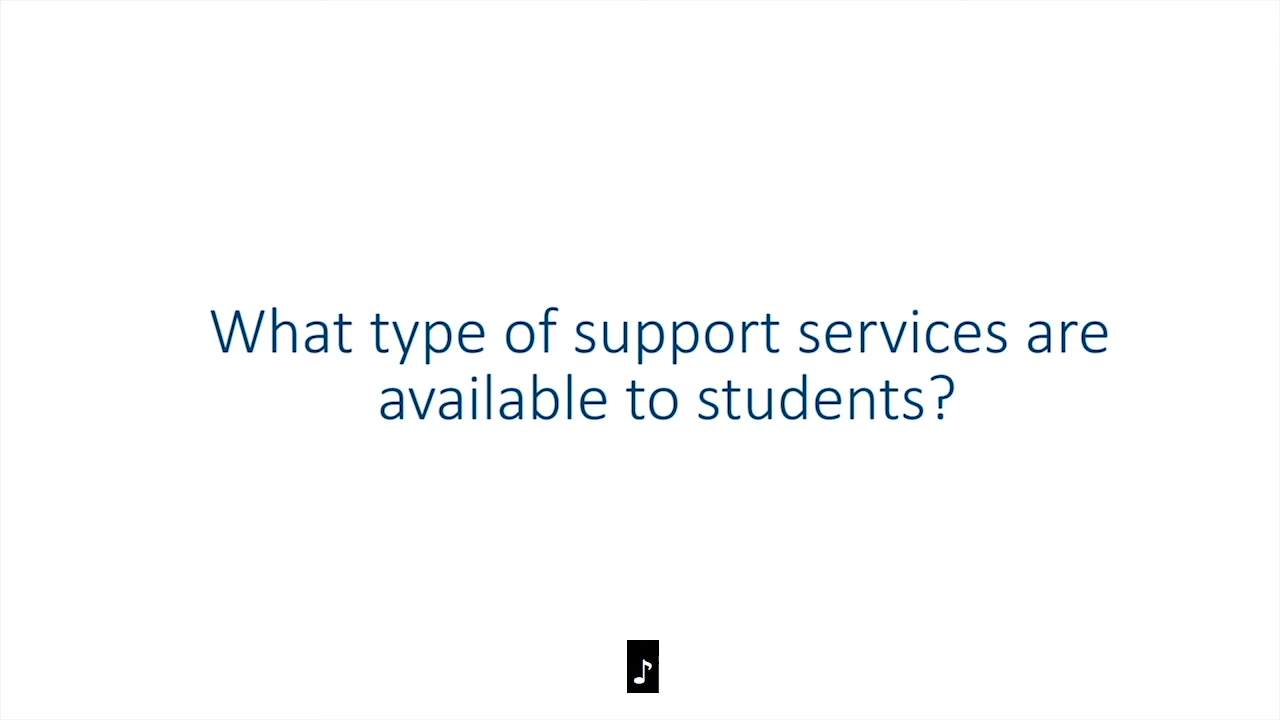 What type of support services are
available to students?
♪